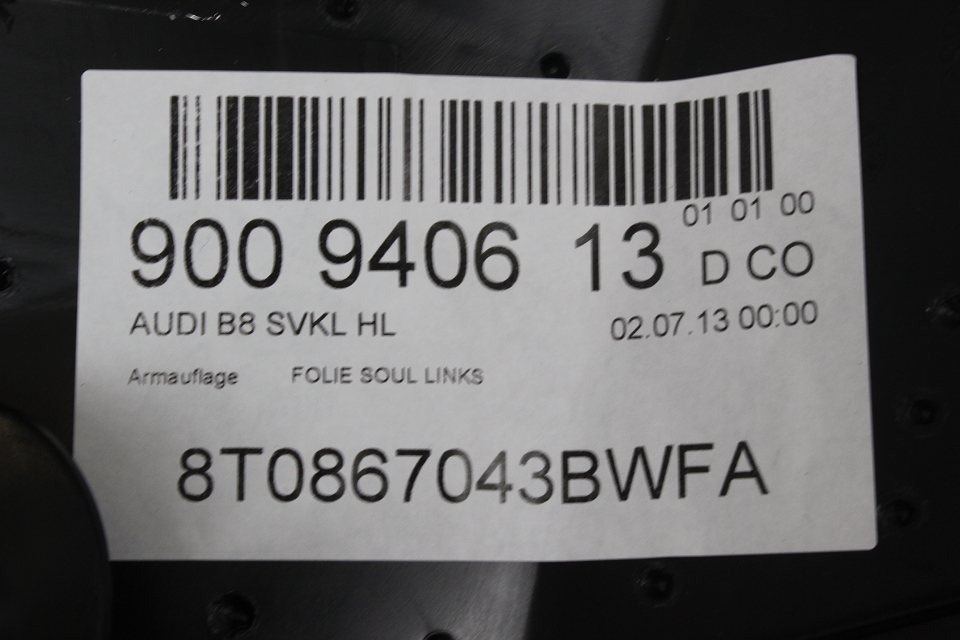 01 01 00
900 9406 13 D CO
AUDI B8 SVKL HL 02.07.13 00:00
Armauflage FOLIE SOUL LINKS
8T0867043BWFA